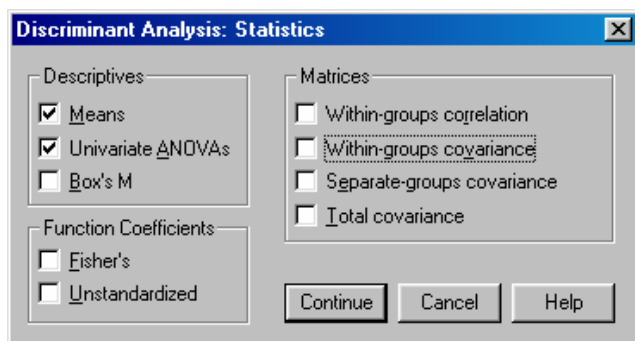 Discriminant Analysis: Statistics
Descriptives
Means
Univariate ANOVAs
Box's M
Function Coefficients
Fisher's
Unstandardized
Matrices
Within-groups correlation
Within-groups covariance
Separate-groups covariance
Total covariance
Continue
Cancel
Help